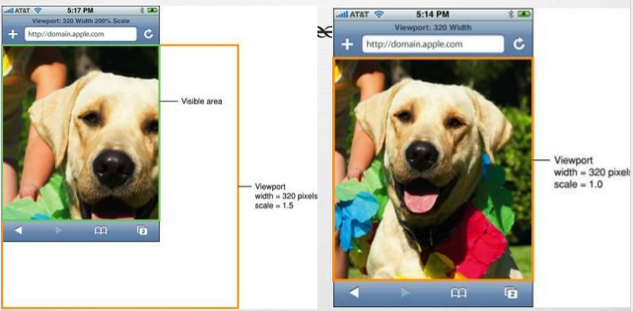 AT&T 5:17 PM
Viewport: 320 Width 200% Scale
http://domain.apple.com
Visible area
Viewport
width = 320 pixels
scale = 1.5
2
AT&T 5:14 PM
Viewport: 320 Width
http://domain.apple.com
Viewport
width = 320 pixels
scale = 1.0
2